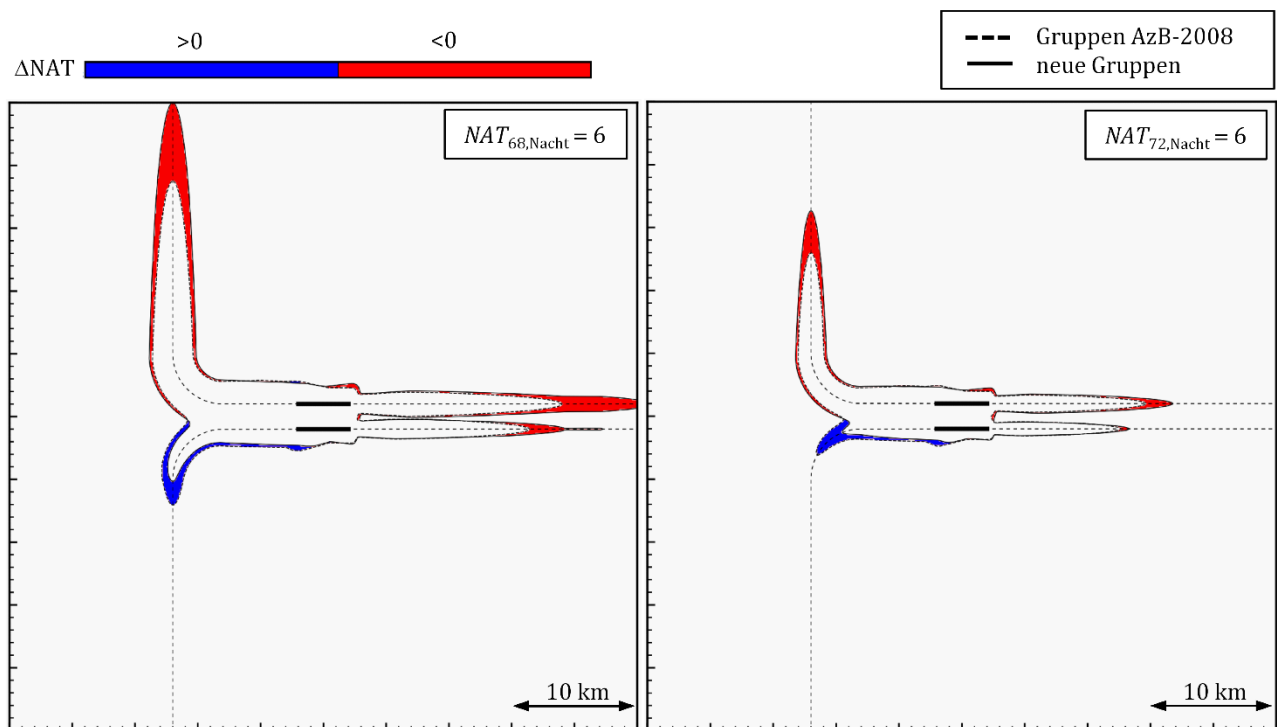 >0 <0
ΔNAT
Gruppen AzB-2008
neue Gruppen
NAT68,Nacht = 6
NAT72,Nacht = 6
10 km
10 km